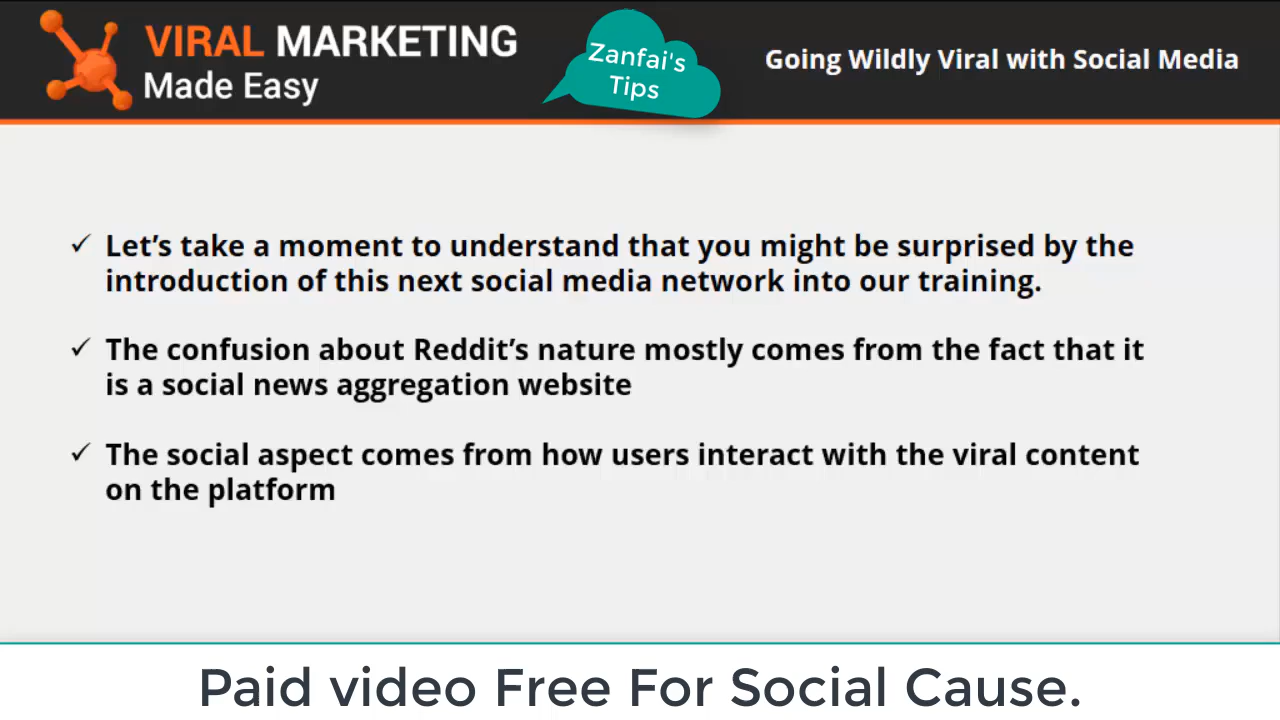 VIRAL MARKETING
Made Easy
Zanfai's
Tips
Going Wildly Viral with Social Media
✓ Let’s take a moment to understand that you might be surprised by the
introduction of this next social media network into our training.
✓ The confusion about Reddit’s nature mostly comes from the fact that it
is a social news aggregation website
✓ The social aspect comes from how users interact with the viral content
on the platform
Paid video Free For Social Cause.